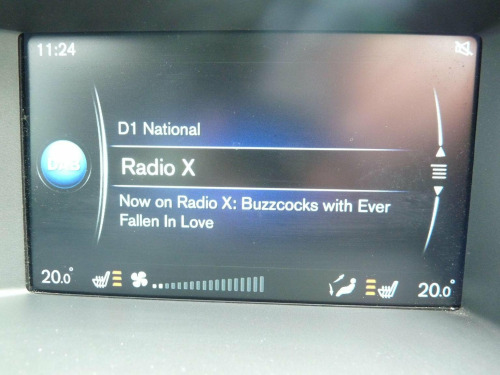 11:24
D1 National
DAB
Radio X
Now on Radio X: Buzzcocks with Ever
Fallen In Love
20.0° 20.0°